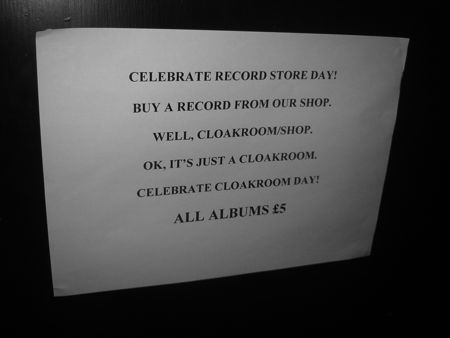 CELEBRATE RECORD STORE DAY!
BUY A RECORD FROM OUR SHOP.
WELL, CLOAKROOM/SHOP.
OK, IT'S JUST A CLOAKROOM.
CELEBRATE CLOAKROOM DAY!
ALL ALBUMS £5